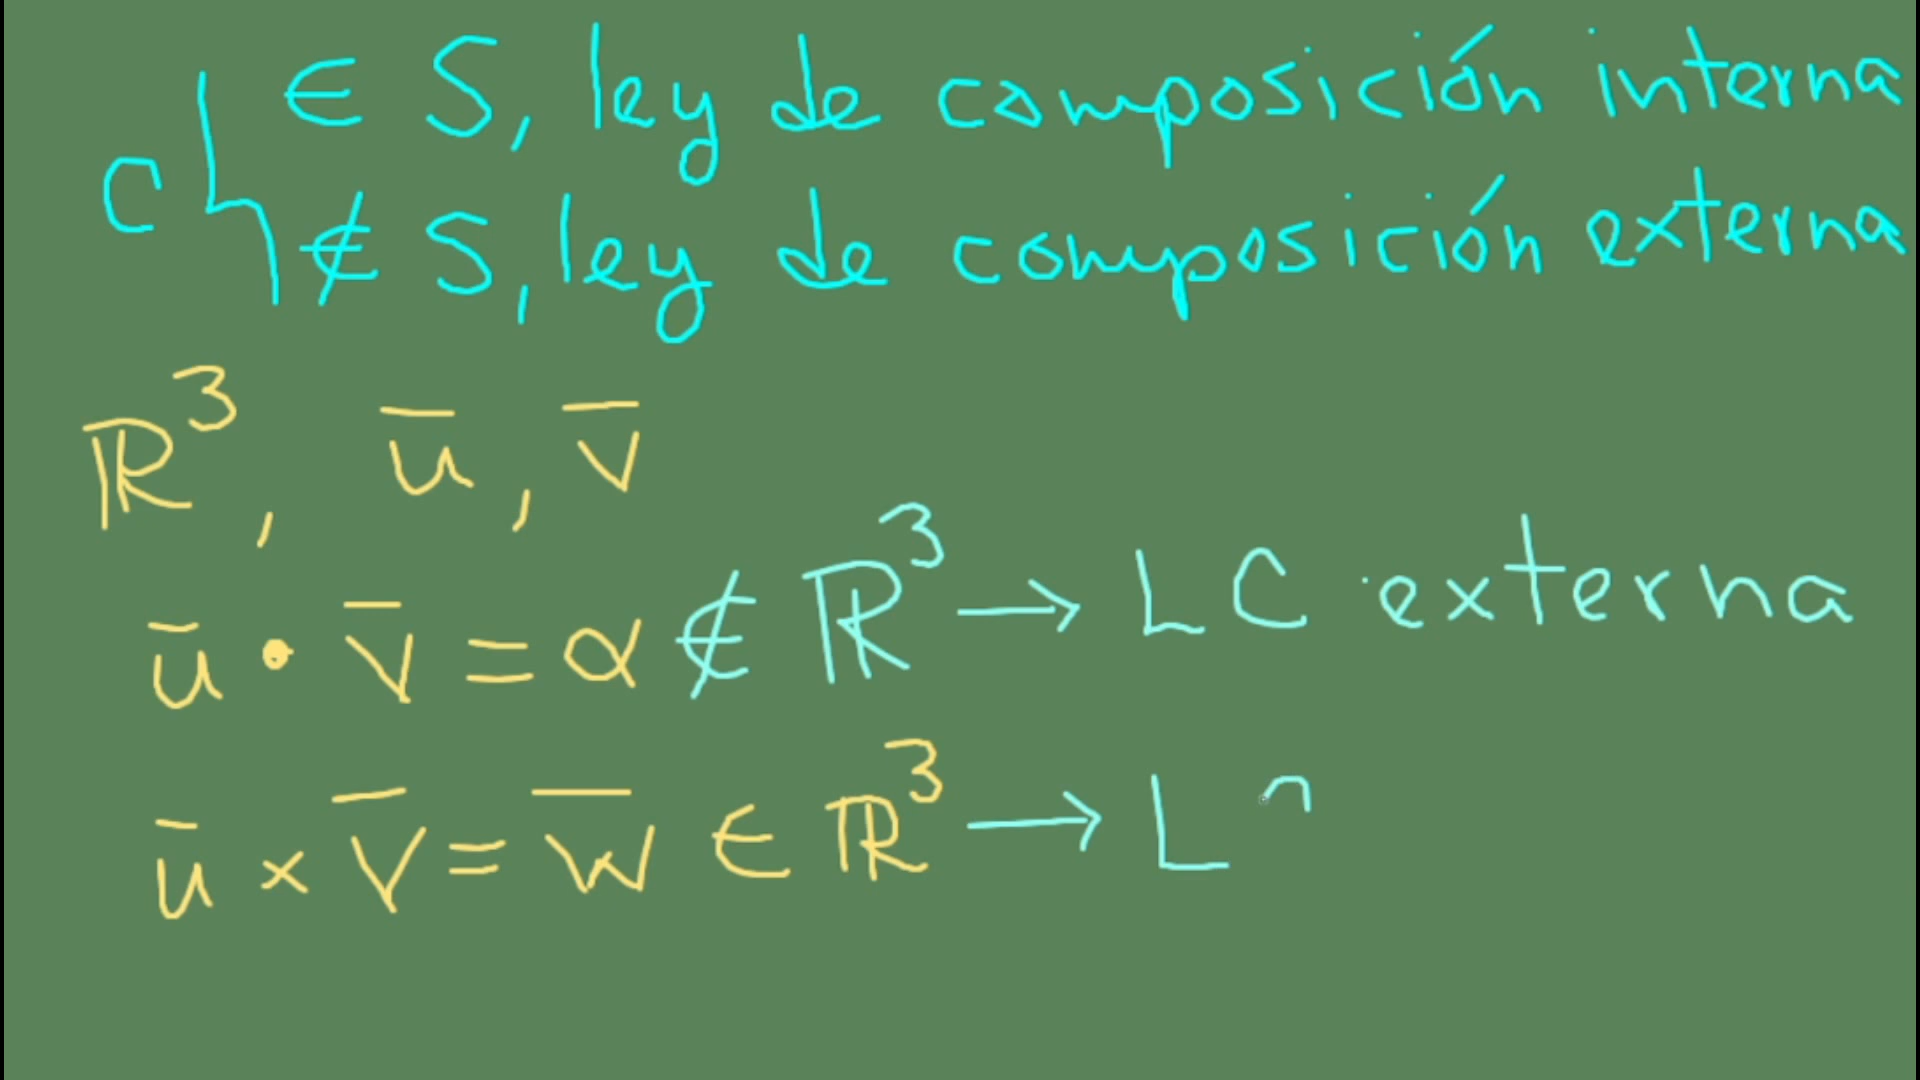 ∈ S, ley de composición interna
c
∉ S, ley de composición externa
ℝ³, u̅, v̅
u̅ • v̅ = α ∉ ℝ³ → LC externa
u̅ × v̅ = w̅ ∈ ℝ³ → L